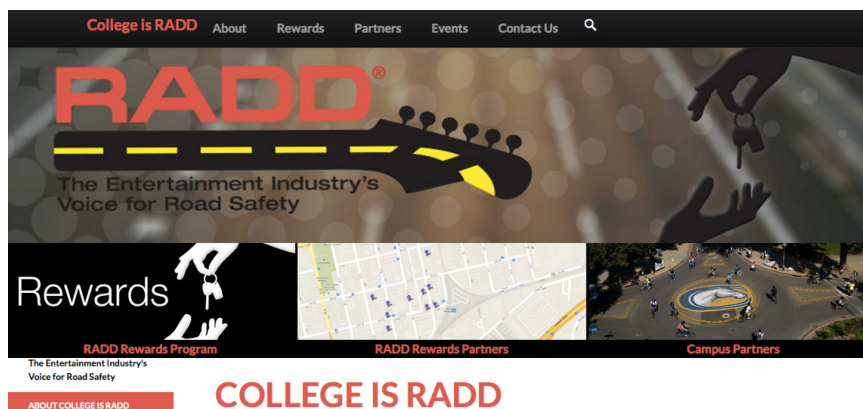 College is RADD About Rewards Partners Events Contact Us
RADD®
The Entertainment Industry's
Voice for Road Safety
Rewards
RADD Rewards Program
RADD Rewards Partners
Campus Partners
The Entertainment Industry's
Voice for Road Safety
ABOUT COLLEGE IS RADD
COLLEGE IS RADD